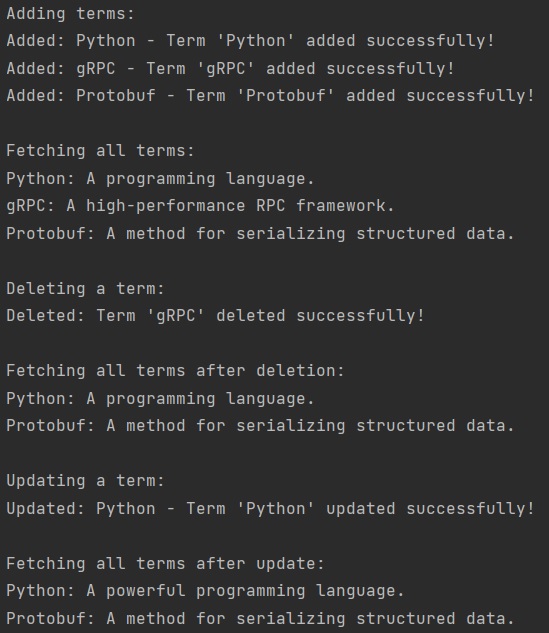 Adding terms:
Added: Python - Term 'Python' added successfully!
Added: gRPC - Term 'gRPC' added successfully!
Added: Protobuf - Term 'Protobuf' added successfully!
Fetching all terms:
Python: A programming language.
gRPC: A high-performance RPC framework.
Protobuf: A method for serializing structured data.
Deleting a term:
Deleted: Term 'gRPC' deleted successfully!
Fetching all terms after deletion:
Python: A programming language.
Protobuf: A method for serializing structured data.
Updating a term:
Updated: Python - Term 'Python' updated successfully!
Fetching all terms after update:
Python: A powerful programming language.
Protobuf: A method for serializing structured data.